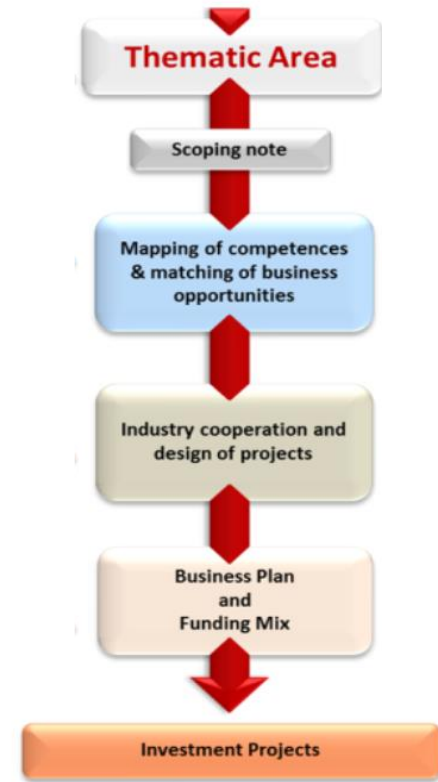 Thematic Area
Scoping note
Mapping of competences
& matching of business
opportunities
Industry cooperation and
design of projects
Business Plan
and
Funding Mix
Investment Projects